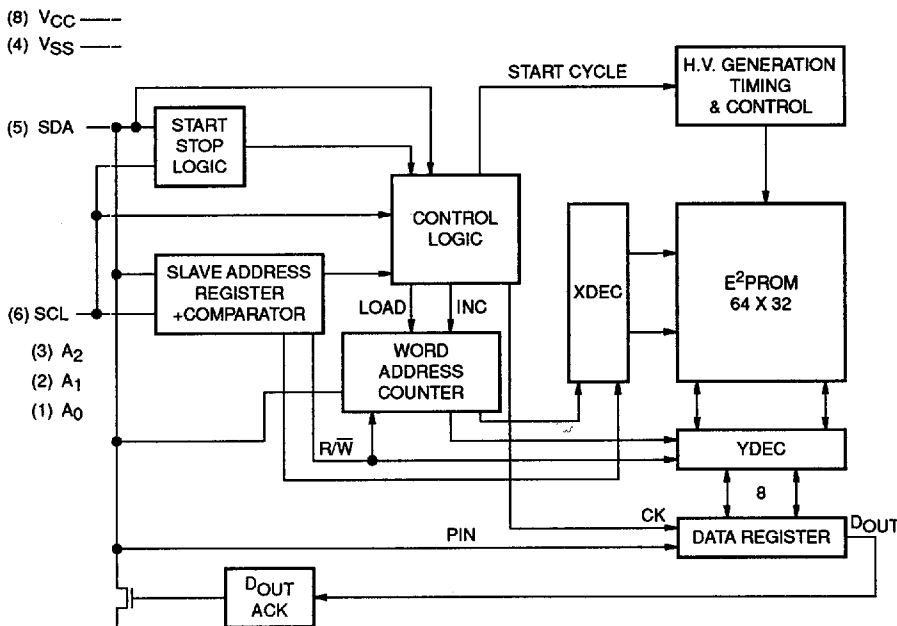 (8) VCC
(4) VSS
START CYCLE
H.V. GENERATION
TIMING
& CONTROL
(5) SDA
START
STOP
LOGIC
CONTROL
LOGIC
SLAVE ADDRESS
REGISTER
+COMPARATOR
XDEC
E²PROM
64 X 32
(6) SCL
LOAD
INC
(3) A2
(2) A1
(1) A0
WORD
ADDRESS
COUNTER
R/W̅
YDEC
8
CK
DOUT
PIN
DATA REGISTER
DOUT
ACK